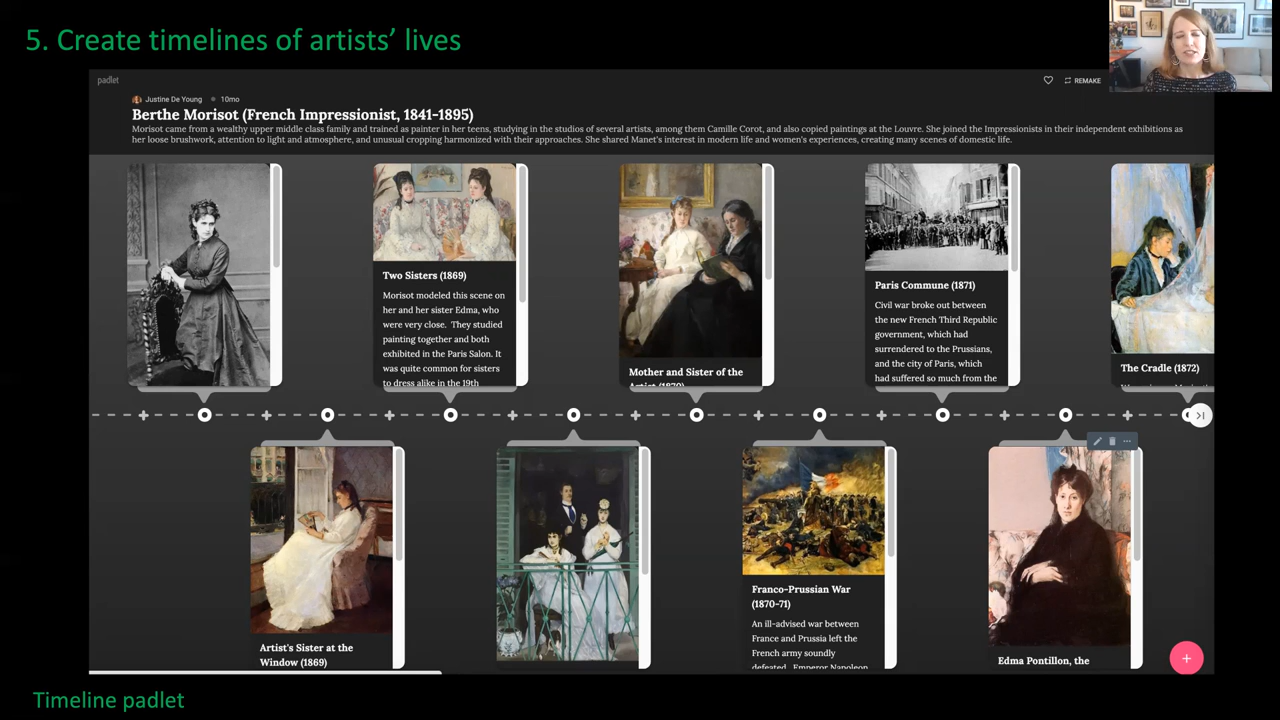 5. Create timelines of artists’ lives
padlet
REMAKE
Justine De Young 10mo
Berthe Morisot (French Impressionist, 1841-1895)
Morisot came from a wealthy upper middle class family and trained as painter in her teens, studying in the studios of several artists, among them Camille Corot, and also copied paintings at the Louvre. She joined the Impressionists in their independent exhibitions as
her loose brushwork, attention to light and atmosphere, and unusual cropping harmonized with their approaches. She shared Manet's interest in modern life and women's experiences, creating many scenes of domestic life.
Two Sisters (1869)
Morisot modeled this scene on
her and her sister Edma, who
were very close. They studied
painting together and both
exhibited in the Paris Salon. It
was quite common for sisters
to dress alike in the 19th
Mother and Sister of the
Artist (1870)
Paris Commune (1871)
Civil war broke out between
the new French Third Republic
government, which had
surrendered to the Prussians,
and the city of Paris, which
had suffered so much from the
The Cradle (1872)
Artist's Sister at the
Window (1869)
Franco-Prussian War
(1870-71)
An ill-advised war between
France and Prussia left the
French army soundly
defeated. Emperor Napoleon
Edma Pontillon, the
Timeline padlet